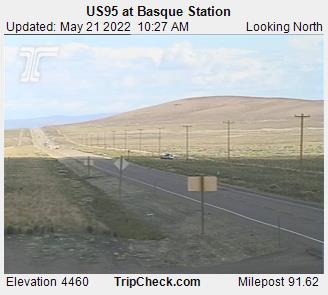 US95 at Basque Station
Updated: May 21 2022 10:27 AM Looking North
Elevation 4460 TripCheck.com Milepost 91.62